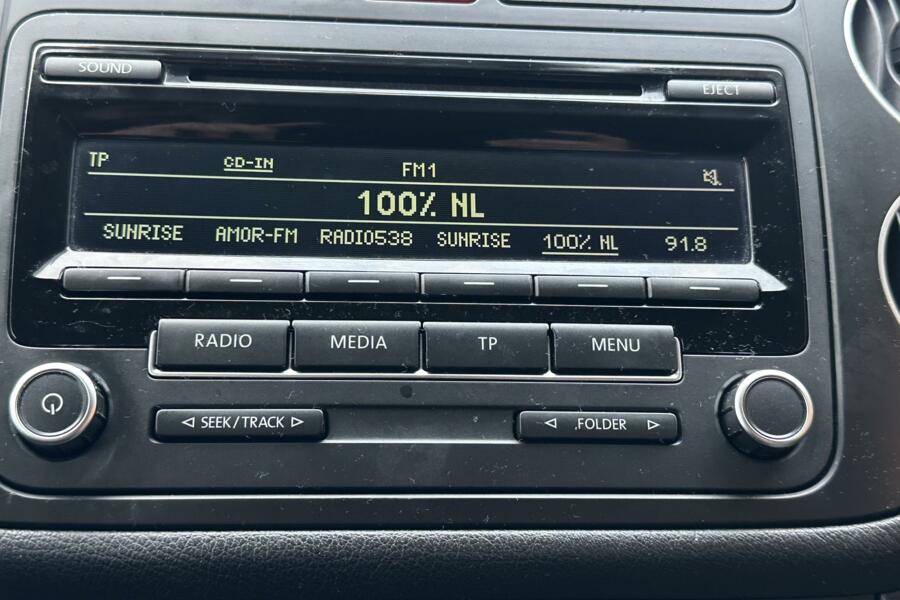 SOUND EJECT
TP CD-IN FM1
100% NL
SUNRISE AMOR-FM RADIO538 SUNRISE 100% NL 91.8
RADIO MEDIA TP MENU
SEEK/TRACK FOLDER